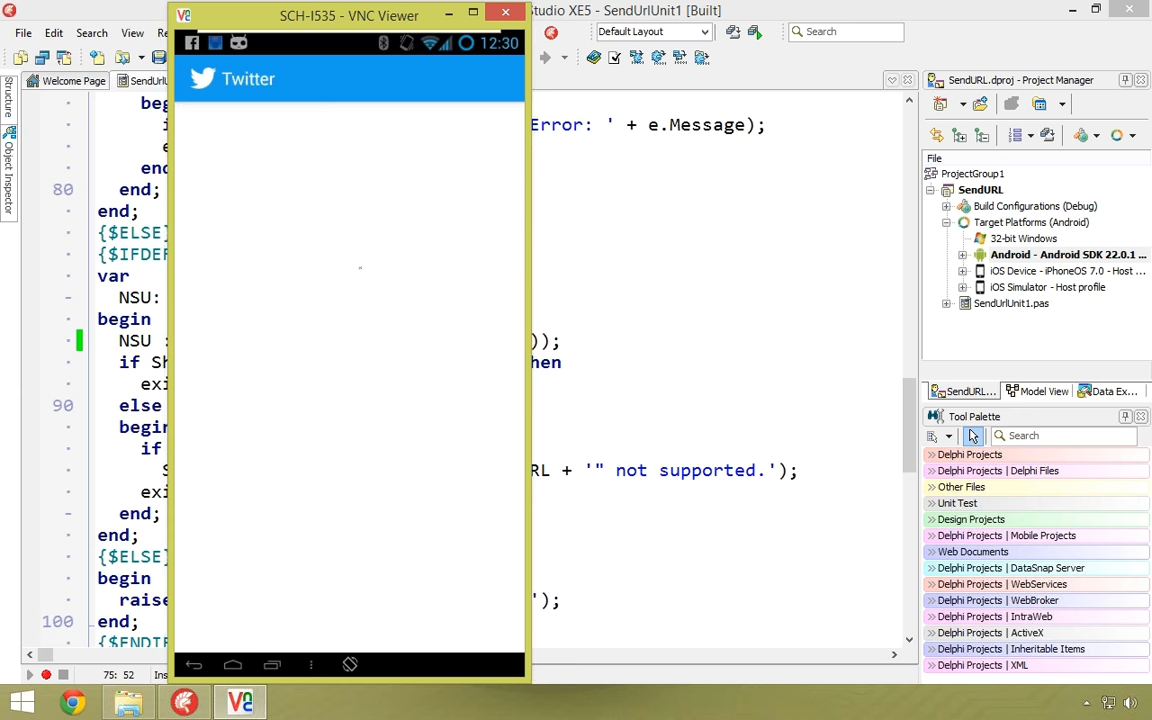 SCH-I535 - VNC Viewer
Studio XE5 - SendUrlUnit1 [Built]
File Edit Search View
Default Layout
Search
12:30
Twitter
Welcome Page
SendUrl
Structure
Object Inspector
beg
Error: ' + e.Message);
e
end
80 end;
end;
{$ELSE}
{$IFDEF
var
NSU:
begin
NSU : ));
if Sh hen
exi
90 else
begin
if
S RL + '" not supported.');
exi
end;
end;
{$ELSE}
begin
raise ');
100 end;
{$ENDIF
75: 52 Ins
SendURL.dproj - Project Manager
File
ProjectGroup1
SendURL
Build Configurations (Debug)
Target Platforms (Android)
32-bit Windows
Android - Android SDK 22.0.1 ...
iOS Device - iPhoneOS 7.0 - Host ...
iOS Simulator - Host profile
SendUrlUnit1.pas
SendURL... Model View Data Ex...
Tool Palette
Search
Delphi Projects
Delphi Projects | Delphi Files
Other Files
Unit Test
Design Projects
Delphi Projects | Mobile Projects
Web Documents
Delphi Projects | DataSnap Server
Delphi Projects | WebServices
Delphi Projects | WebBroker
Delphi Projects | IntraWeb
Delphi Projects | ActiveX
Delphi Projects | Inheritable Items
Delphi Projects | XML